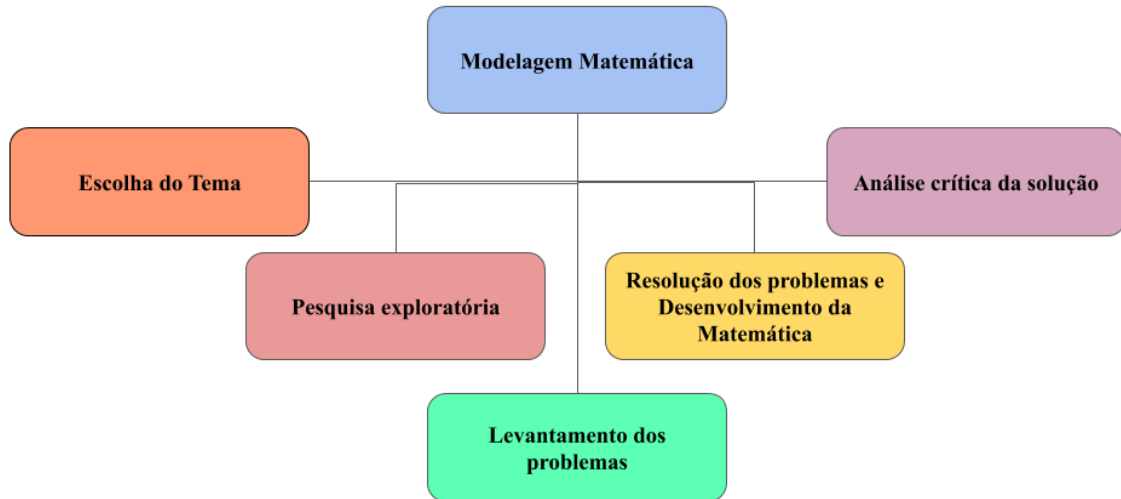 Modelagem Matemática
Escolha do Tema
Análise crítica da solução
Pesquisa exploratória
Resolução dos problemas e
Desenvolvimento da
Matemática
Levantamento dos
problemas